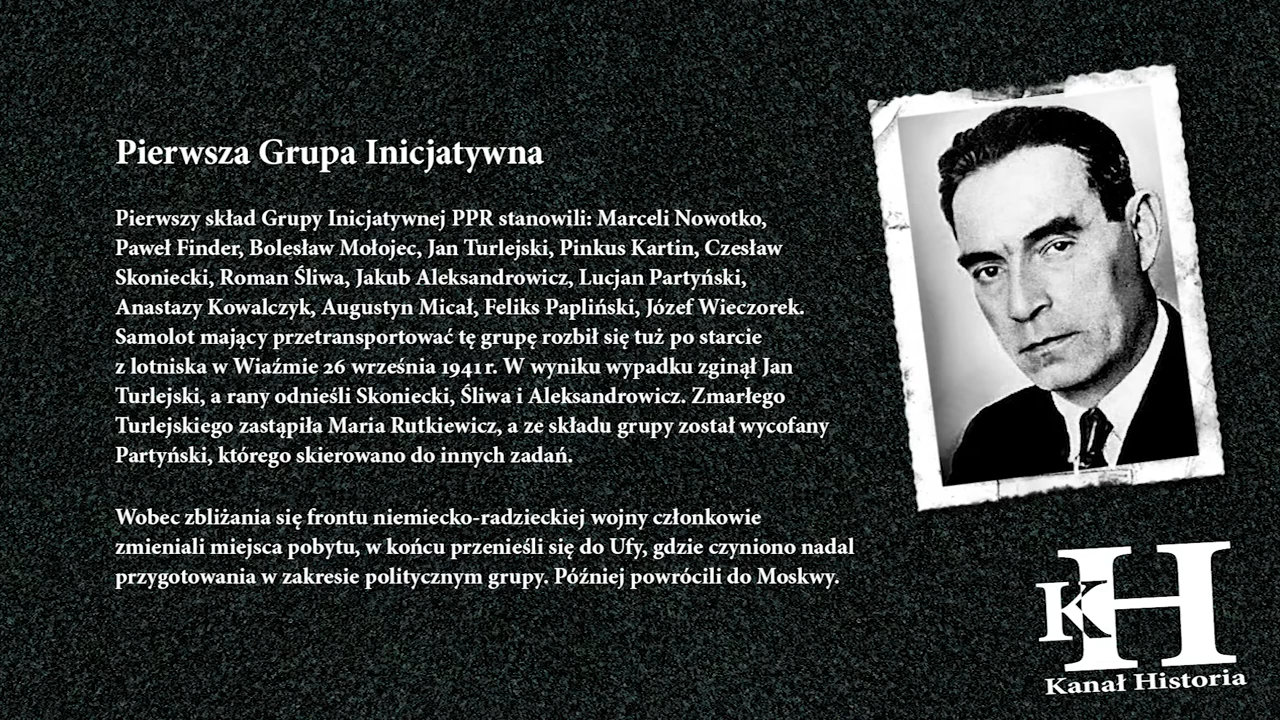 Pierwsza Grupa Inicjatywna
Pierwszy skład Grupy Inicjatywnej PPR stanowili: Marceli Nowotko,
Paweł Finder, Bolesław Mołojec, Jan Turlejski, Pinkus Kartin, Czesław
Skoniecki, Roman Śliwa, Jakub Aleksandrowicz, Lucjan Partyński,
Anastazy Kowalczyk, Augustyn Micał, Feliks Papliński, Józef Wieczorek.
Samolot mający przetransportować tę grupę rozbił się tuż po starcie
z lotniska w Wiaźmie 26 września 1941 r. W wyniku wypadku zginął Jan
Turlejski, a rany odnieśli Skoniecki, Śliwa i Aleksandrowicz. Zmarłego
Turlejskiego zastąpiła Maria Rutkiewicz, a ze składu grupy został wycofany
Partyński, którego skierowano do innych zadań.
Wobec zbliżania się frontu niemiecko-radzieckiej wojny członkowie
zmieniali miejsca pobytu, w końcu przenieśli się do Ufy, gdzie czyniono nadal
przygotowania w zakresie politycznym grupy. Później powrócili do Moskwy.
KH
Kanał Historia